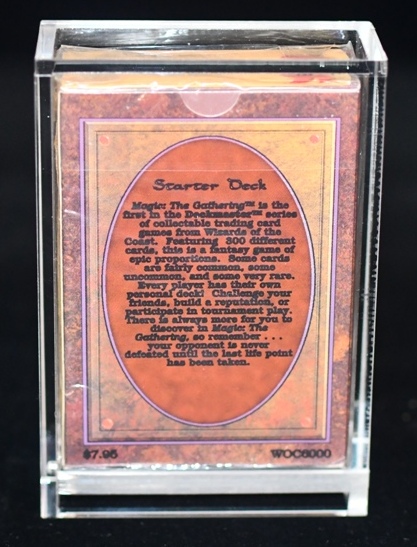 Starter Deck
Magic: The Gathering™ is the
first in the Deckmaster™ series
of collectable trading card
games from Wizards of the
Coast. Featuring 300 different
cards, this is a fantasy game of
epic proportions. Some cards
are fairly common, some
uncommon, and some very rare.
Every player has their own
personal deck! Challenge your
friends, build a reputation, or
participate in tournament play.
There is always more for you to
discover in Magic: The
Gathering, so remember . . .
your opponent is never
defeated until the last life point
has been taken.
$7.95 WOC6000